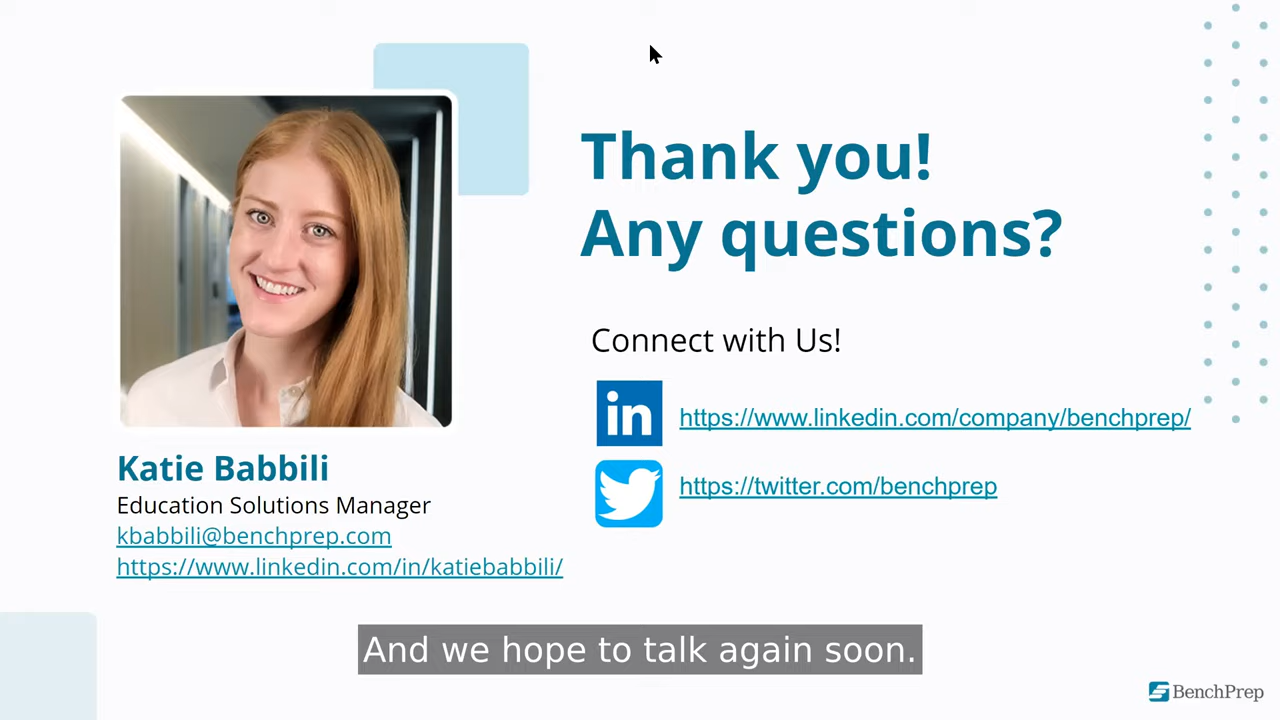 Thank you!
Any questions?
Connect with Us!
in
https://www.linkedin.com/company/benchprep/
https://twitter.com/benchprep
Katie Babbili
Education Solutions Manager
kbabbili@benchprep.com
https://www.linkedin.com/in/katiebabbili/
And we hope to talk again soon.
BenchPrep